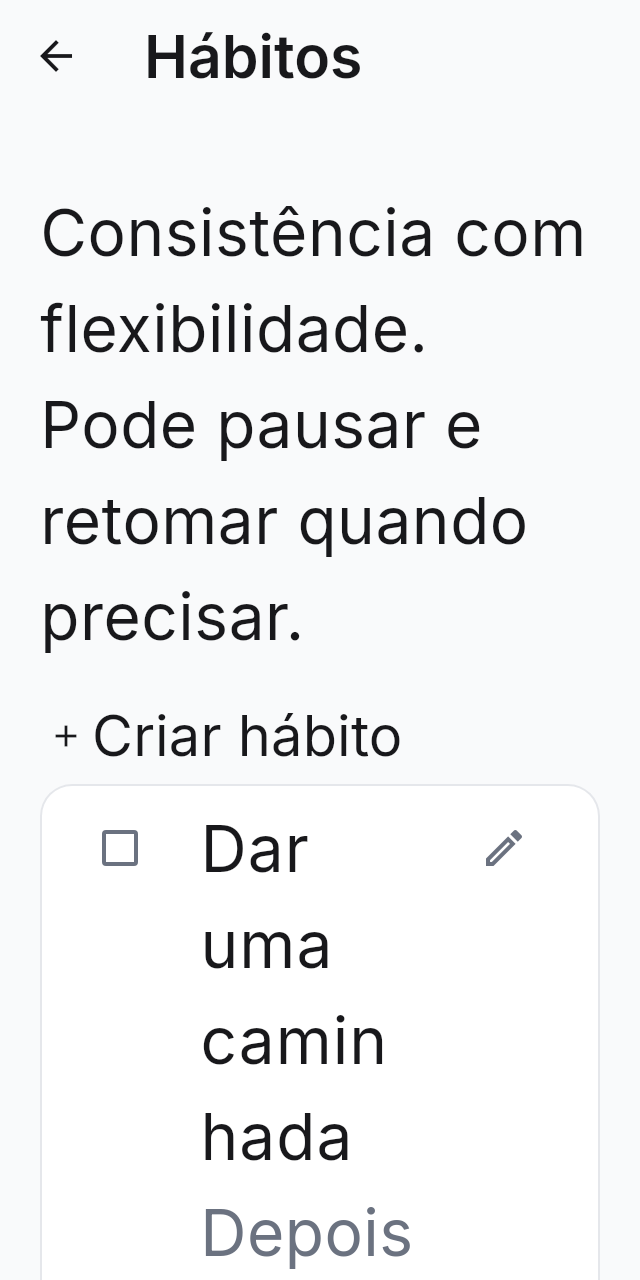 Hábitos
Consistência com
flexibilidade.
Pode pausar e
retomar quando
precisar.
+ Criar hábito
Dar
uma
camin
hada
Depois